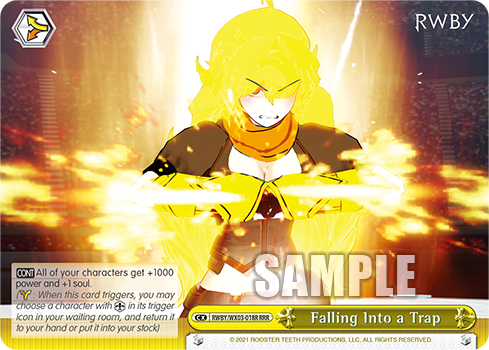 RWBY
CONT All of your characters get +1000
power and +1 soul.
: When this card triggers, you may
choose a character with in its trigger
icon in your waiting room, and return it
to your hand or put it into your stock)
SAMPLE
CX RWBY/WX03-018R RRR
Falling Into a Trap
© 2021 ROOSTER TEETH PRODUCTIONS, LLC, ALL RIGHTS RESERVED.